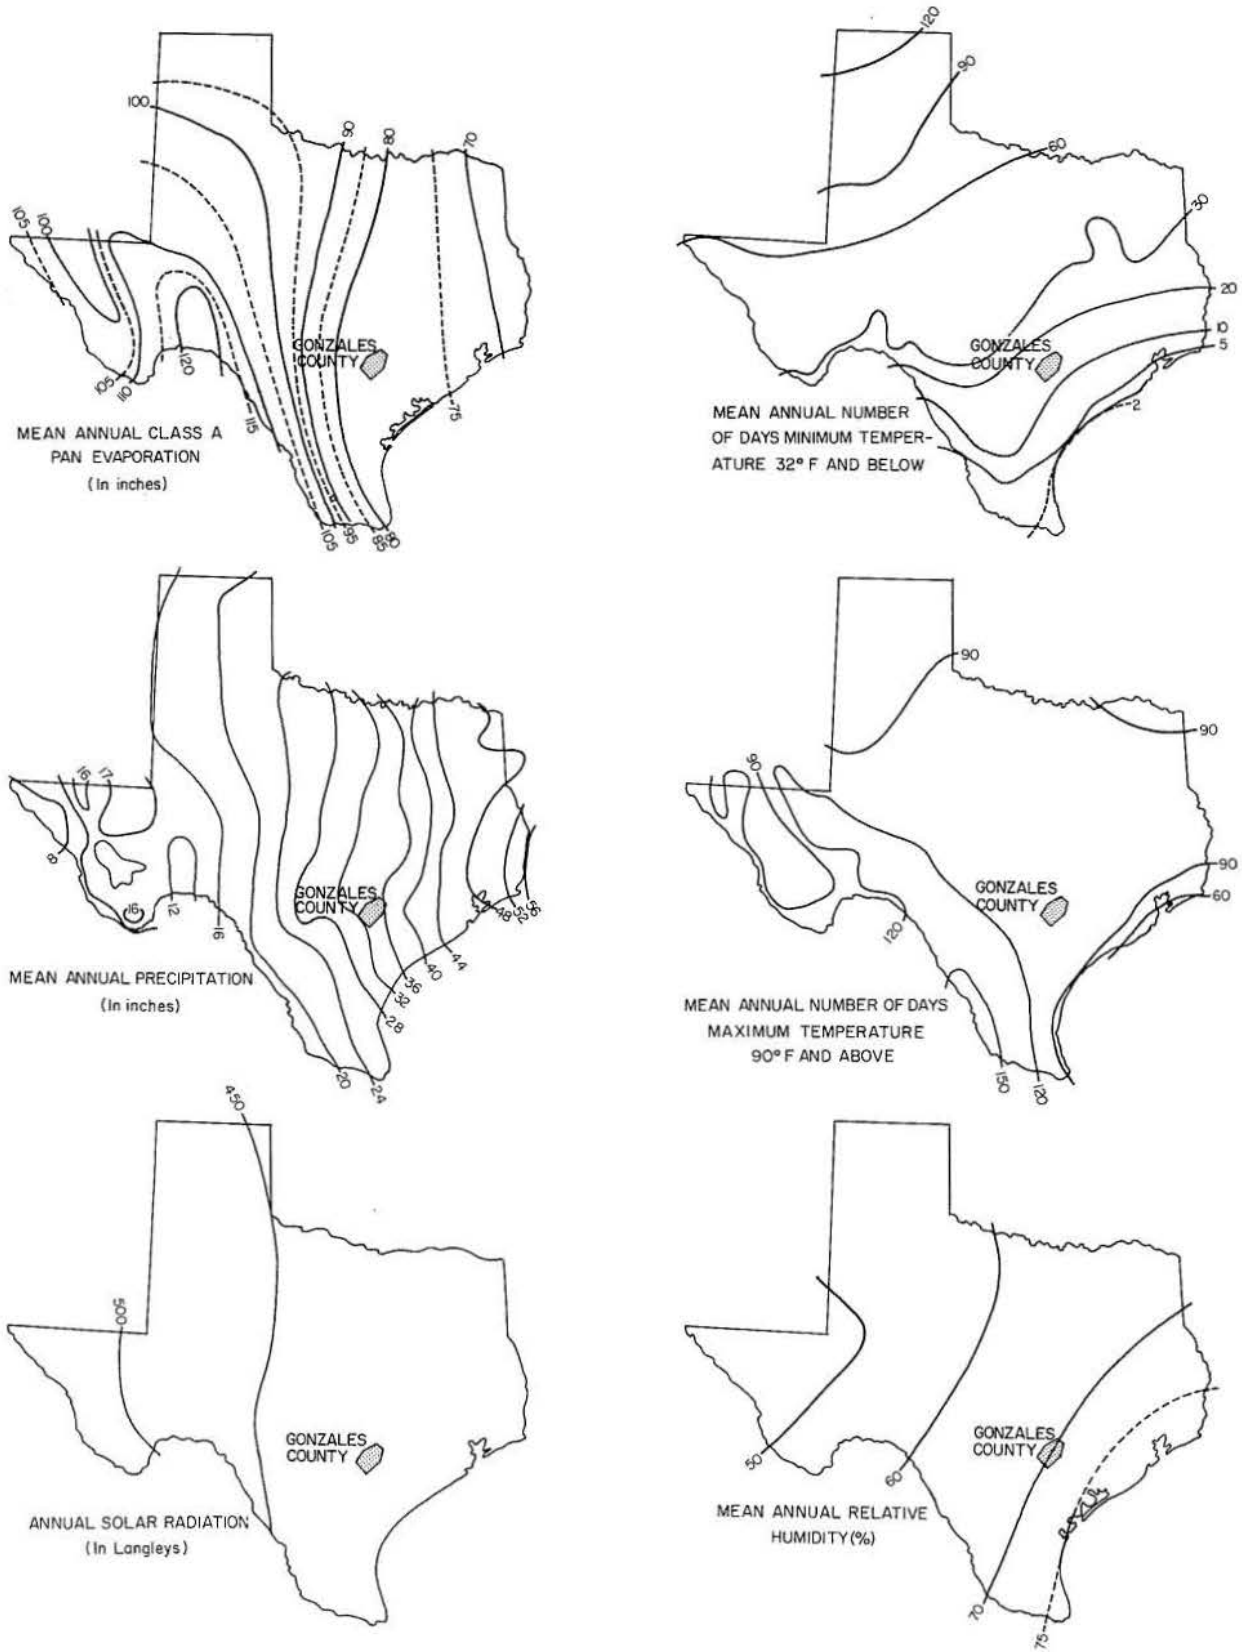 100
90
80
70
105
100
GONZALES
COUNTY
120
105
110
115
75
105
95
85
80
MEAN ANNUAL CLASS A
PAN EVAPORATION
(In inches)
120
90
60
30
20
10
5
2
GONZALES
COUNTY
MEAN ANNUAL NUMBER
OF DAYS MINIMUM TEMPER-
ATURE 32° F AND BELOW
16
17
8
16
12
16
GONZALES
COUNTY
48
52
56
44
40
36
32
28
20
24
MEAN ANNUAL PRECIPITATION
(In inches)
90
90
90
90
60
120
150
120
GONZALES
COUNTY
MEAN ANNUAL NUMBER OF DAYS
MAXIMUM TEMPERATURE
90° F AND ABOVE
450
500
GONZALES
COUNTY
ANNUAL SOLAR RADIATION
(In Langleys)
50
60
GONZALES
COUNTY
70
75
MEAN ANNUAL RELATIVE
HUMIDITY (%)